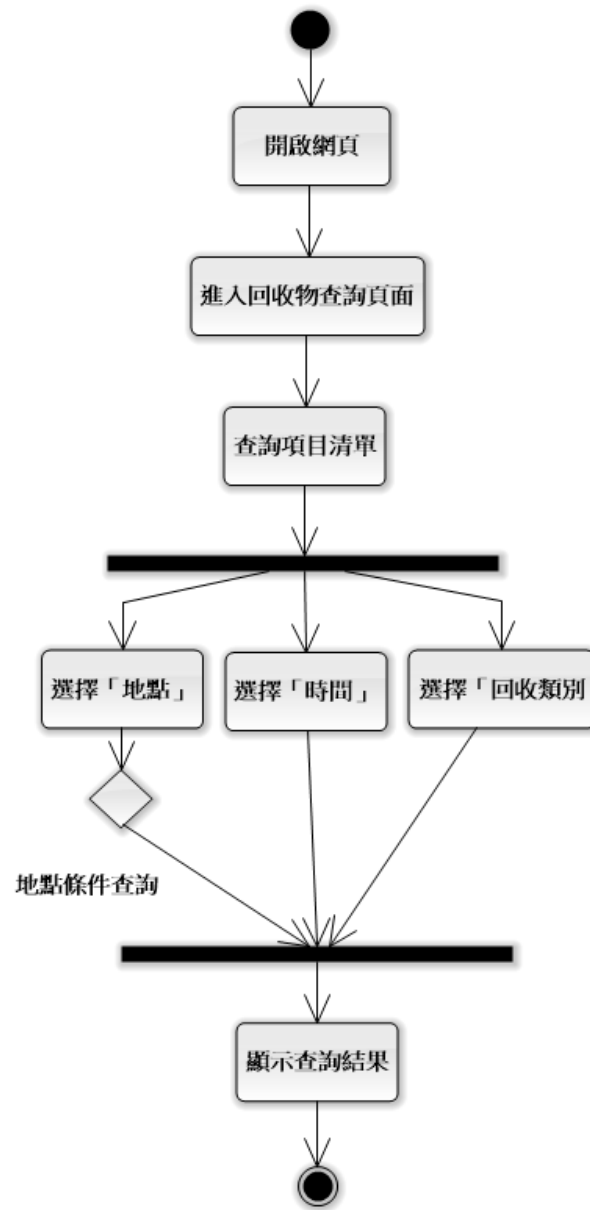 開啟網頁
進入回收物查詢頁面
查詢項目清單
選擇「地點」
選擇「時間」
選擇「回收類別
地點條件查詢
顯示查詢結果